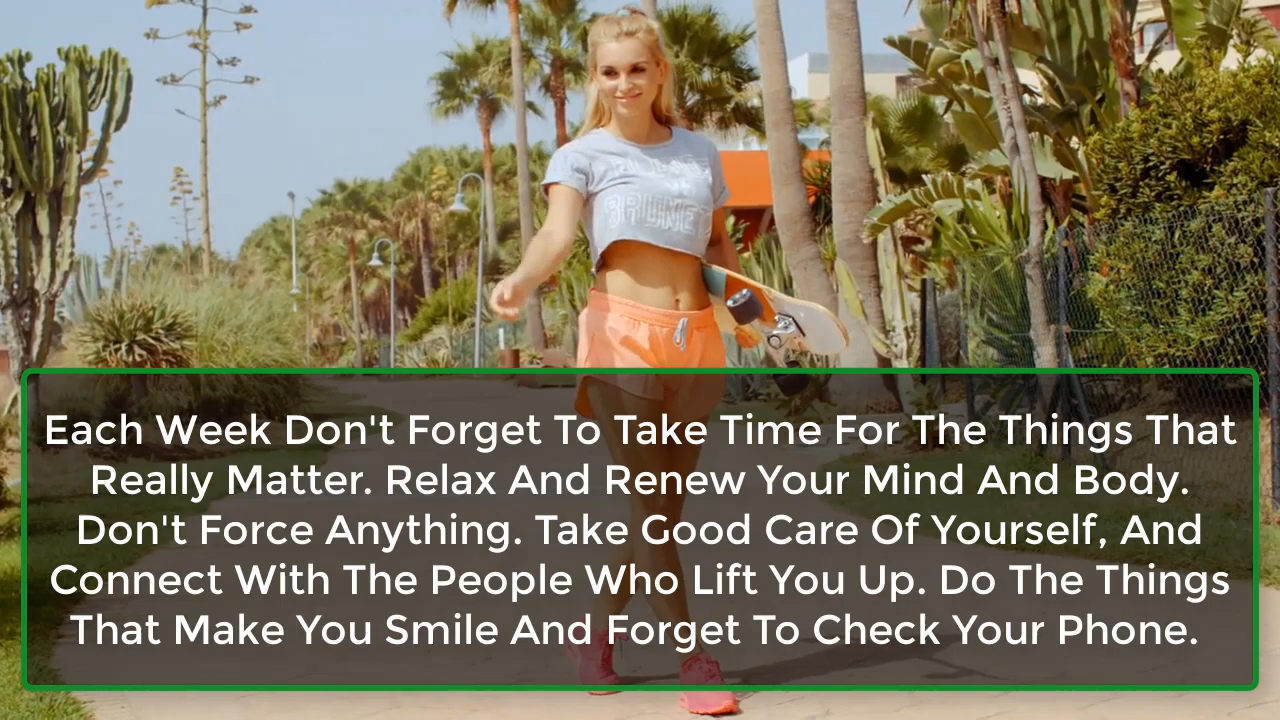 BRUNET
Each Week Don't Forget To Take Time For The Things That
Really Matter. Relax And Renew Your Mind And Body.
Don't Force Anything. Take Good Care Of Yourself, And
Connect With The People Who Lift You Up. Do The Things
That Make You Smile And Forget To Check Your Phone.